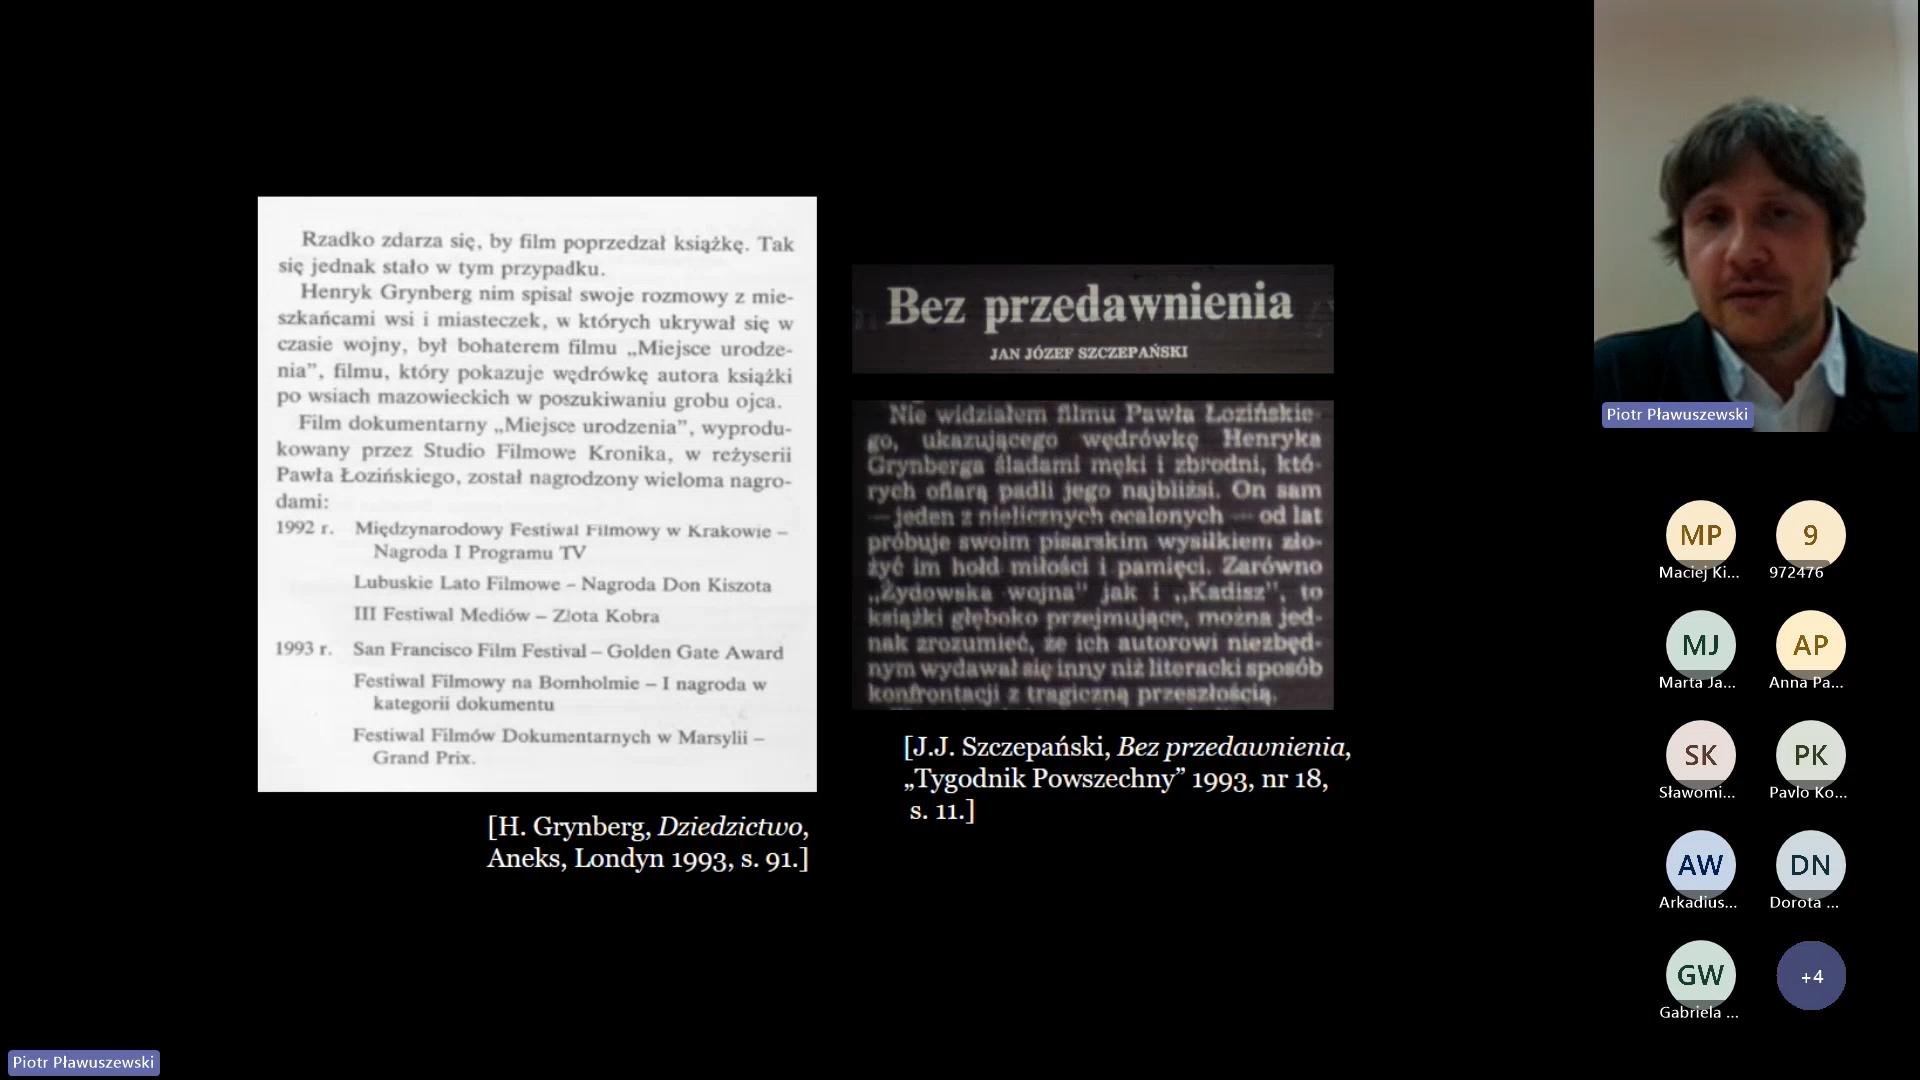 Rzadko zdarza się, by film poprzedzał książkę. Tak
się jednak stało w tym przypadku.
Henryk Grynberg nim spisał swoje rozmowy z mie-
szkańcami wsi i miasteczek, w których ukrywał się w
czasie wojny, był bohaterem filmu „Miejsce urodze-
nia”, filmu, który pokazuje wędrówkę autora książki
po wsiach mazowieckich w poszukiwaniu grobu ojca.
Film dokumentarny „Miejsce urodzenia”, wyprodu-
kowany przez Studio Filmowe Kronika, w reżyserii
Pawła Łozińskiego, został nagrodzony wieloma nagro-
dami:
1992 r. Międzynarodowy Festiwal Filmowy w Krakowie –
Nagroda I Programu TV
Lubuskie Lato Filmowe – Nagroda Don Kiszota
III Festiwal Mediów – Złota Kobra
1993 r. San Francisco Film Festival – Golden Gate Award
Festiwal Filmowy na Bornholmie – I nagroda w
kategorii dokumentu
Festiwal Filmów Dokumentarnych w Marsylii –
Grand Prix.
[H. Grynberg, Dziedzictwo,
Aneks, Londyn 1993, s. 91.]
Bez przedawnienia
JAN JÓZEF SZCZEPAŃSKI
Nie widziałem filmu Pawła Łozińskie-
go, ukazującego wędrówkę Henryka
Grynberga śladami męki i zbrodni, któ-
rych ofiarą padli jego najbliżsi. On sam
— jeden z nielicznych ocalonych — od lat
próbuje swoim pisarskim wysiłkiem zło-
żyć im hołd miłości i pamięci. Zarówno
„Żydowska wojna” jak i „Kadisz”, to
książki głęboko przejmujące, można jed-
nak zrozumieć, że ich autorowi niezbęd-
nym wydawał się inny niż literacki sposób
konfrontacji z tragiczną przeszłością.
[J.J. Szczepański, Bez przedawnienia,
„Tygodnik Powszechny” 1993, nr 18,
s. 11.]
Piotr Pławuszewski
MP
Maciej Ki...
9
972476
MJ
Marta Ja...
AP
Anna Pa...
SK
Sławomi...
PK
Pavlo Ko...
AW
Arkadius...
DN
Dorota ...
GW
Gabriela ...
+4
Piotr Pławuszewski